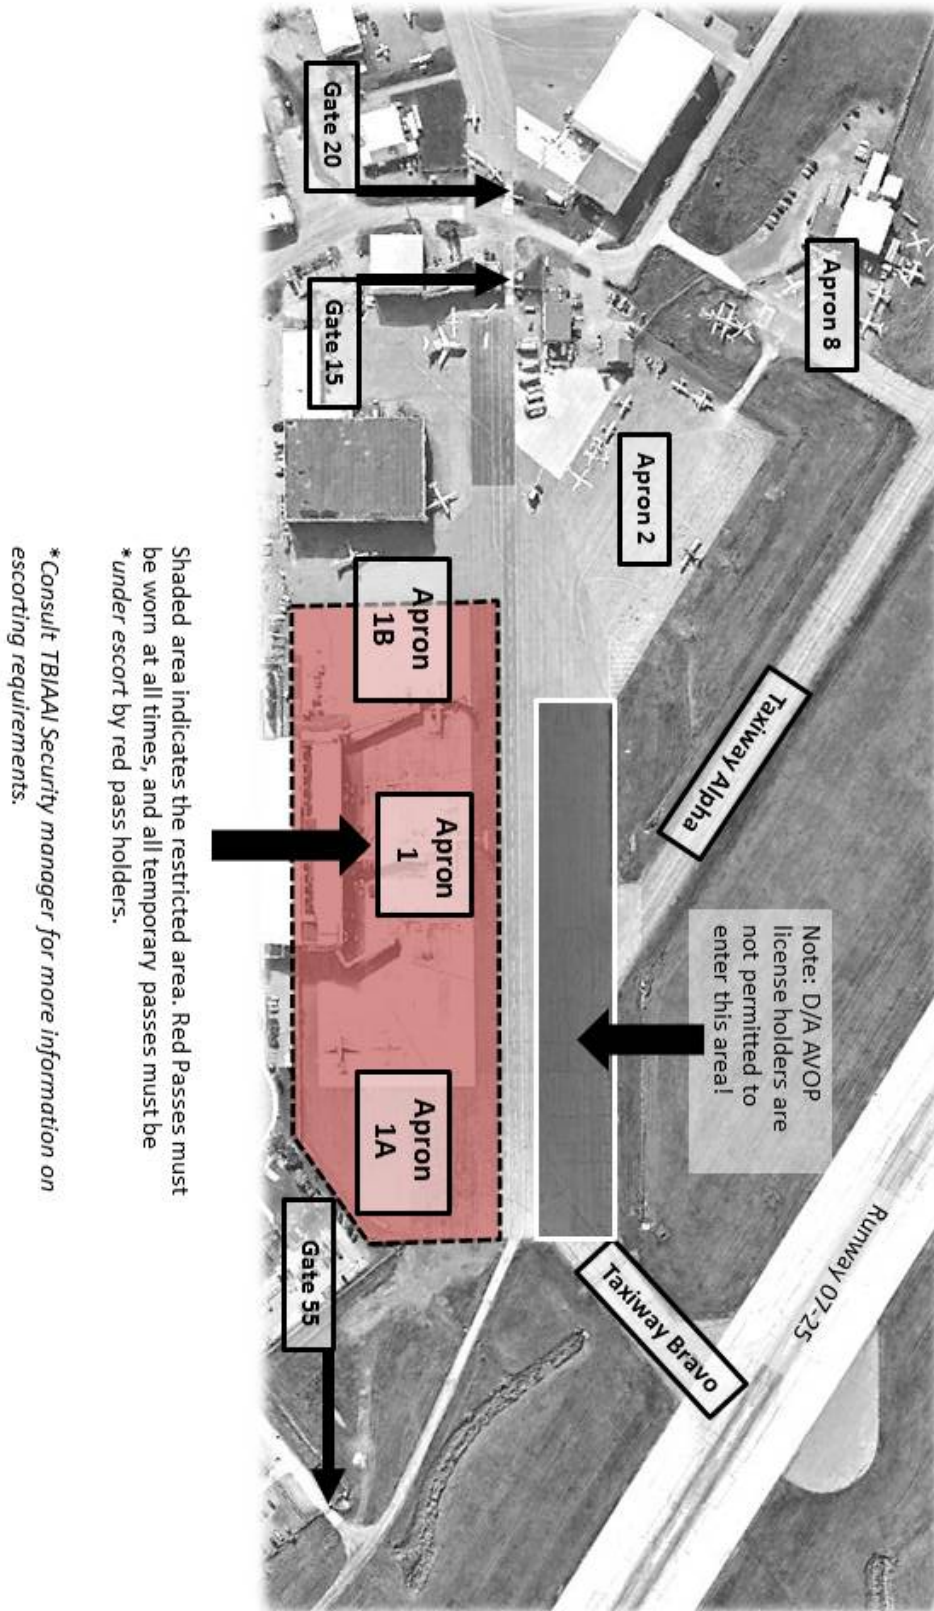 Gate 20
Gate 15
Apron 8
Apron 2
Taxiway Alpha
Note: D/A AVOP
license holders are
not permitted to
enter this area!
Runway 07-25
Taxiway Bravo
Apron
1B
Apron
1
Apron
1A
Gate 55
Shaded area indicates the restricted area. Red Passes must
be worn at all times, and all temporary passes must be
*under escort by red pass holders.
*Consult TBIAAI Security manager for more information on
escorting requirements.